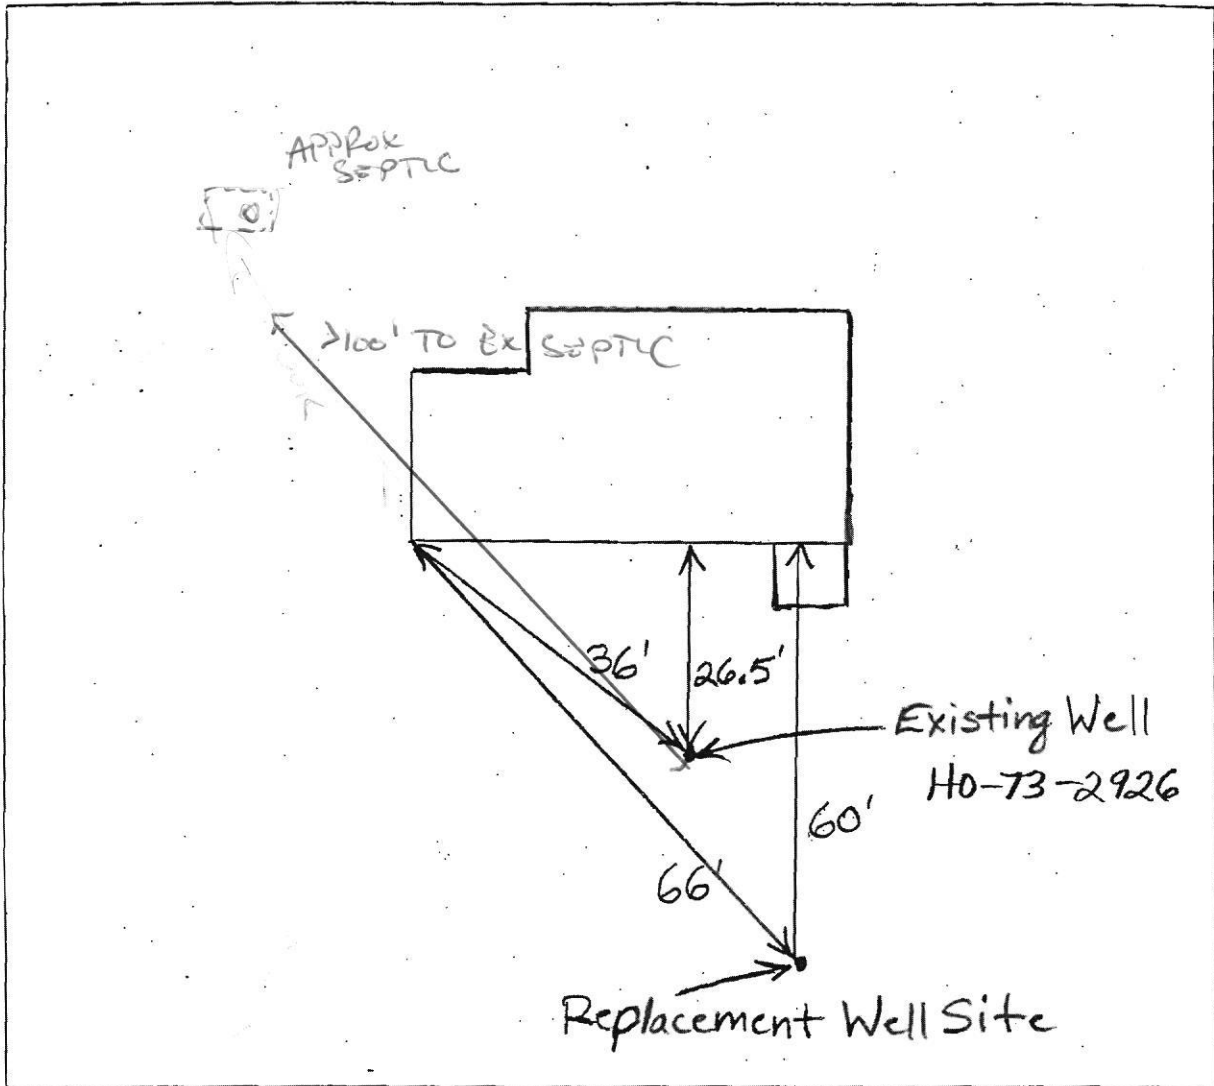 APPROX
SEPTIC
>100' TO EX SEPTIC
36'
26.5'
Existing Well
HO-73-2926
60'
66'
Replacement Well Site